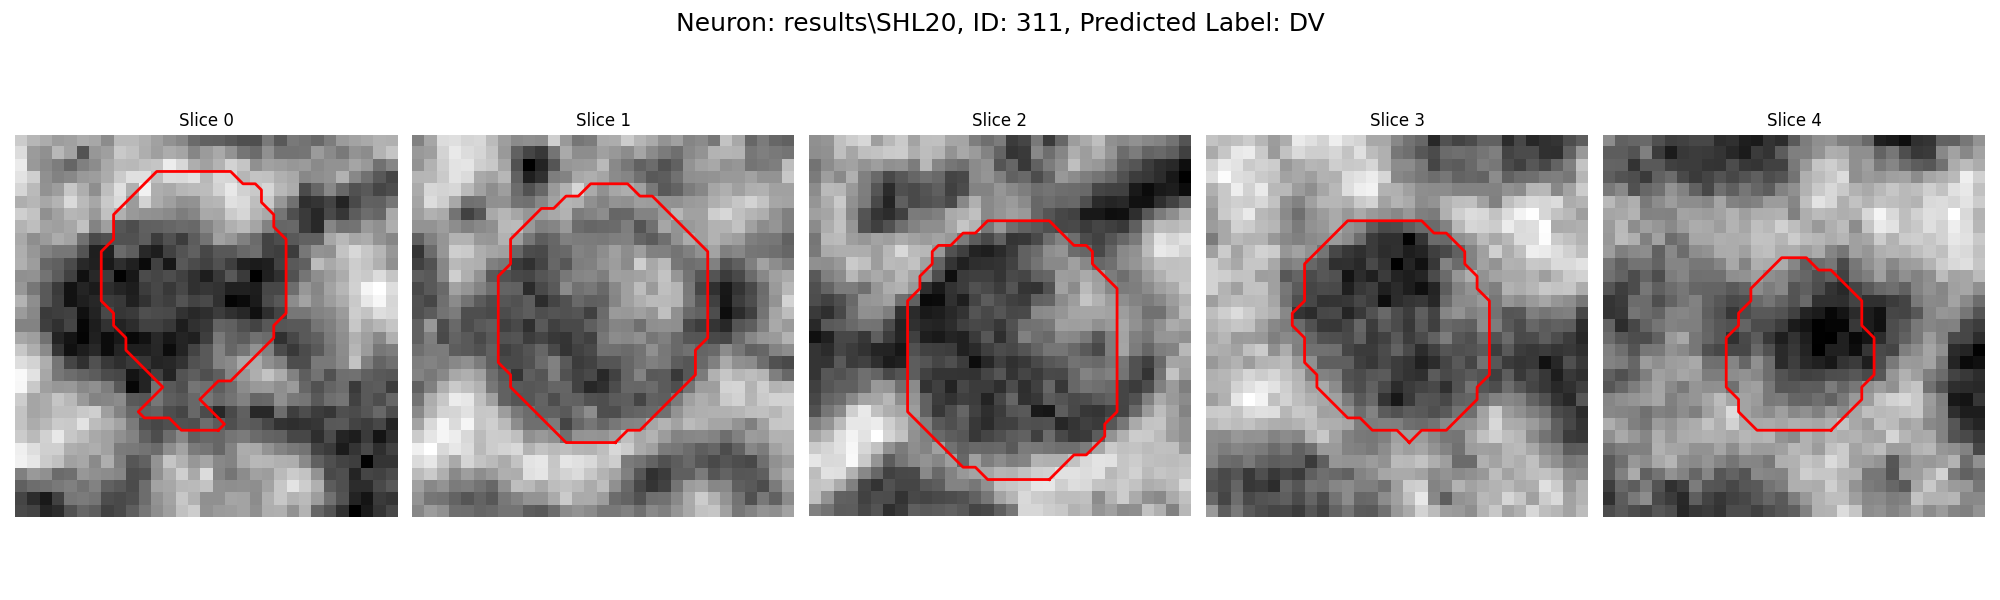 Neuron: results\SHL20, ID: 311, Predicted Label: DV
Slice 0
Slice 1
Slice 2
Slice 3
Slice 4